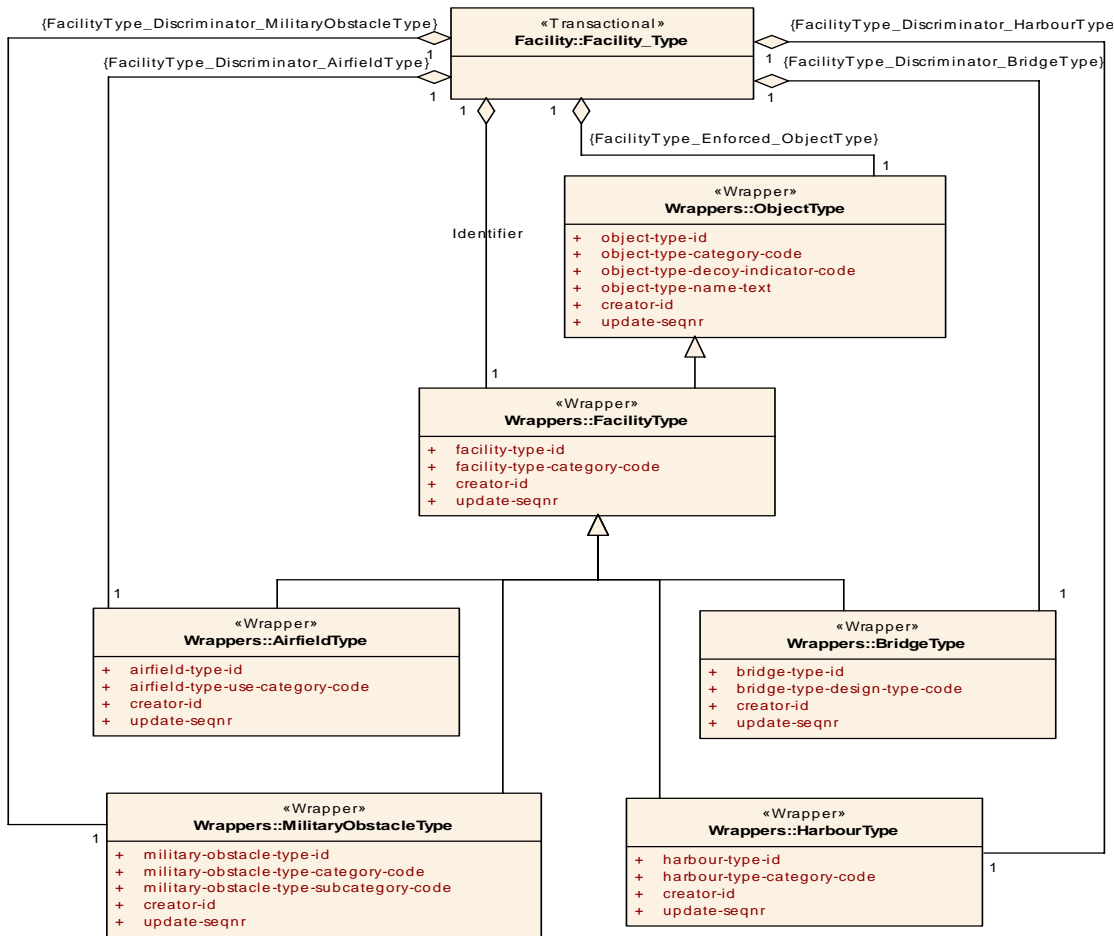 {FacilityType_Discriminator_MilitaryObstacleType}
«Transactional»
Facility::Facility_Type
{FacilityType_Discriminator_HarbourType
1
1
{FacilityType_Discriminator_AirfieldType}
{FacilityType_Discriminator_BridgeType}
1
1
1
1
{FacilityType_Enforced_ObjectType}
1
«Wrapper»
Wrappers::ObjectType
+ object-type-id
+ object-type-category-code
+ object-type-decoy-indicator-code
+ object-type-name-text
+ creator-id
+ update-seqnr
Identifier
1
«Wrapper»
Wrappers::FacilityType
+ facility-type-id
+ facility-type-category-code
+ creator-id
+ update-seqnr
1
1
«Wrapper»
Wrappers::AirfieldType
+ airfield-type-id
+ airfield-type-use-category-code
+ creator-id
+ update-seqnr
«Wrapper»
Wrappers::BridgeType
+ bridge-type-id
+ bridge-type-design-type-code
+ creator-id
+ update-seqnr
1
«Wrapper»
Wrappers::MilitaryObstacleType
+ military-obstacle-type-id
+ military-obstacle-type-category-code
+ military-obstacle-type-subcategory-code
+ creator-id
+ update-seqnr
«Wrapper»
Wrappers::HarbourType
+ harbour-type-id
+ harbour-type-category-code
+ creator-id
+ update-seqnr
1